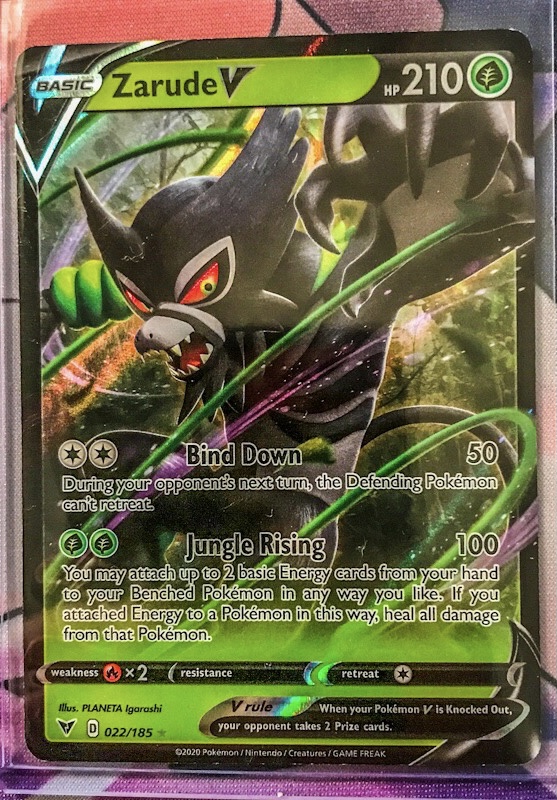 BASIC Zarude V HP 210
Bind Down 50
During your opponent's next turn, the Defending Pokémon
can't retreat.
Jungle Rising 100
You may attach up to 2 basic Energy cards from your hand
to your Benched Pokémon in any way you like. If you
attached Energy to a Pokémon in this way, heal all damage
from that Pokémon.
weakness ×2 resistance retreat
Illus. PLANETA Igarashi
V rule When your Pokémon V is Knocked Out,
your opponent takes 2 Prize cards.
D 022/185
©2020 Pokémon / Nintendo / Creatures / GAME FREAK